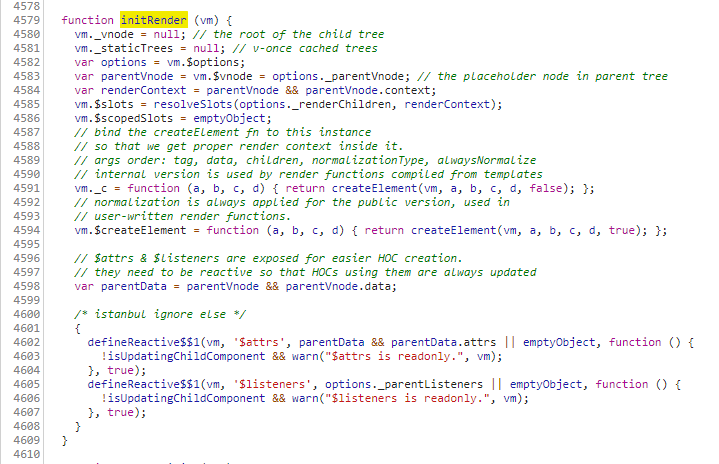 4578
4579 function initRender (vm) {
4580 vm._vnode = null; // the root of the child tree
4581 vm._staticTrees = null; // v-once cached trees
4582 var options = vm.$options;
4583 var parentVnode = vm.$vnode = options._parentVnode; // the placeholder node in parent tree
4584 var renderContext = parentVnode && parentVnode.context;
4585 vm.$slots = resolveSlots(options._renderChildren, renderContext);
4586 vm.$scopedSlots = emptyObject;
4587 // bind the createElement fn to this instance
4588 // so that we get proper render context inside it.
4589 // args order: tag, data, children, normalizationType, alwaysNormalize
4590 // internal version is used by render functions compiled from templates
4591 vm._c = function (a, b, c, d) { return createElement(vm, a, b, c, d, false); };
4592 // normalization is always applied for the public version, used in
4593 // user-written render functions.
4594 vm.$createElement = function (a, b, c, d) { return createElement(vm, a, b, c, d, true); };
4595
4596 // $attrs & $listeners are exposed for easier HOC creation.
4597 // they need to be reactive so that HOCs using them are always updated
4598 var parentData = parentVnode && parentVnode.data;
4599
4600 /* istanbul ignore else */
4601 {
4602 defineReactive$$1(vm, '$attrs', parentData && parentData.attrs || emptyObject, function () {
4603 !isUpdatingChildComponent && warn("$attrs is readonly.", vm);
4604 }, true);
4605 defineReactive$$1(vm, '$listeners', options._parentListeners || emptyObject, function () {
4606 !isUpdatingChildComponent && warn("$listeners is readonly.", vm);
4607 }, true);
4608 }
4609 }
4610